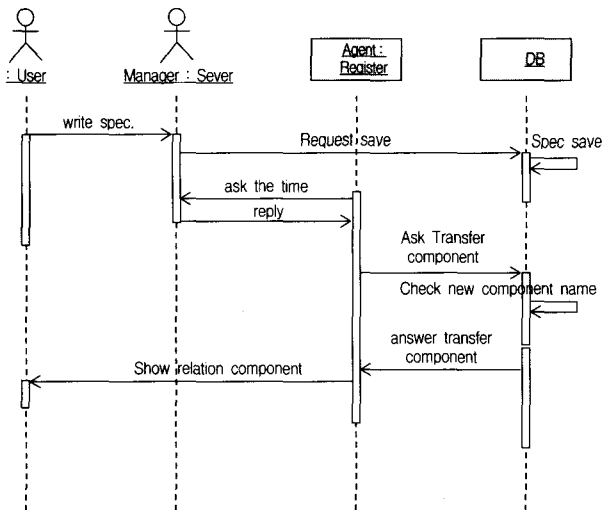 Agent :
Register
DB
: User
Manager : Sever
write spec.
Request save
Spec save
ask the time
reply
Ask Transfer
component
Check new component name
answer transfer
component
Show relation component